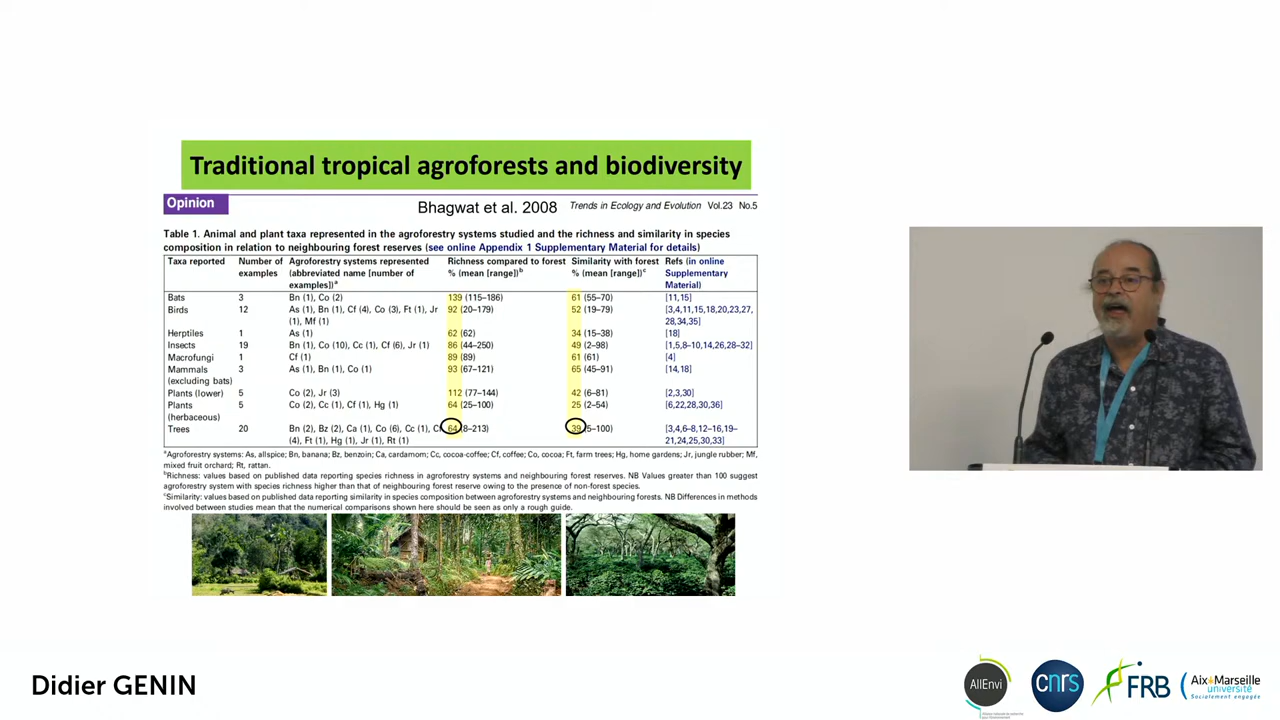 Traditional tropical agroforests and biodiversity
Opinion
Bhagwat et al. 2008 Trends in Ecology and Evolution Vol.23 No.5
Table 1. Animal and plant taxa represented in the agroforestry systems studied and the richness and similarity in species
composition in relation to neighbouring forest reserves (see online Appendix 1 Supplementary Material for details)
Taxa reported Number of examples Agroforestry systems represented (abbreviated name [number of examples])a Richness compared to forest % (mean [range])b Similarity with forest % (mean [range])c Refs (in online Supplementary Material)
Bats 3 Bn (1), Co (2) 139 (115–186) 61 (55–70) [11,15]
Birds 12 As (1), Bn (1), Cf (4), Co (3), Ft (1), Jr (1), Mf (1) 92 (20–179) 52 (19–79) [3,4,11,15,18,20,23,27, 28,34,35]
Herptiles 1 As (1) 62 (62) 34 (15–38) [18]
Insects 19 Bn (1), Co (10), Cc (1), Cf (6), Jr (1) 86 (44–250) 49 (2–98) [1,5,8–10,14,26,28–32]
Macrofungi 1 Cf (1) 89 (89) 61 (61) [4]
Mammals (excluding bats) 3 As (1), Bn (1), Co (1) 93 (67–121) 65 (45–91) [14,18]
Plants (lower) 5 Co (2), Jr (3) 112 (77–144) 42 (6–81) [2,3,30]
Plants (herbaceous) 5 Co (2), Cc (1), Cf (1), Hg (1) 64 (25–100) 25 (2–54) [6,22,28,30,36]
Trees 20 Bn (2), Bz (2), Ca (1), Co (6), Cc (1), Cf (4), Ft (1), Hg (1), Jr (1), Rt (1) 64 (8–213) 39 (5–100) [3,4,6–8,12–16,19– 21,24,25,30,33]
aAgroforestry systems: As, allspice; Bn, banana; Bz, benzoin; Ca, cardamom; Cc, cocoa-coffee; Cf, coffee; Co, cocoa; Ft, farm trees; Hg, home gardens; Jr, jungle rubber; Mf,
mixed fruit orchard; Rt, rattan.
bRichness: values based on published data reporting species richness in agroforestry systems and neighbouring forest reserves. NB Values greater than 100 suggest
agroforestry system with species richness higher than that of neighbouring forest reserve owing to the presence of non-forest species.
cSimilarity: values based on published data reporting similarity in species composition between agroforestry systems and neighbouring forests. NB Differences in methods
involved between studies mean that the numerical comparisons shown here should be seen as only a rough guide.
Didier GENIN
AllEnvi
cnrs
FRB
Aix Marseille
université
Socialement engagée